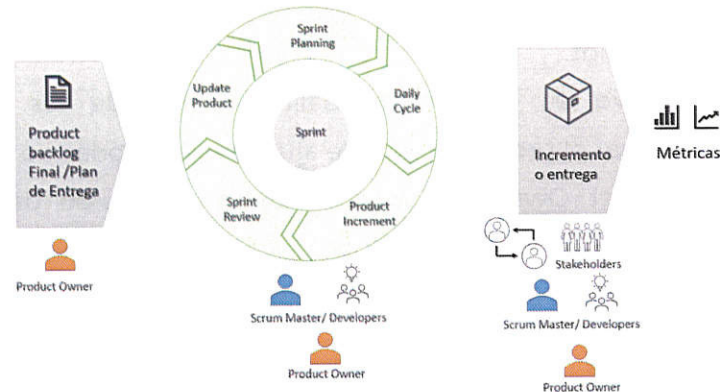 Product
backlog
Final /Plan
de Entrega
Product Owner
Sprint
Planning
Daily
Cycle
Product
Increment
Sprint
Review
Update
Product
Sprint
Scrum Master/ Developers
Product Owner
Incremento
o entrega
Métricas
Stakeholders
Scrum Master/ Developers
Product Owner